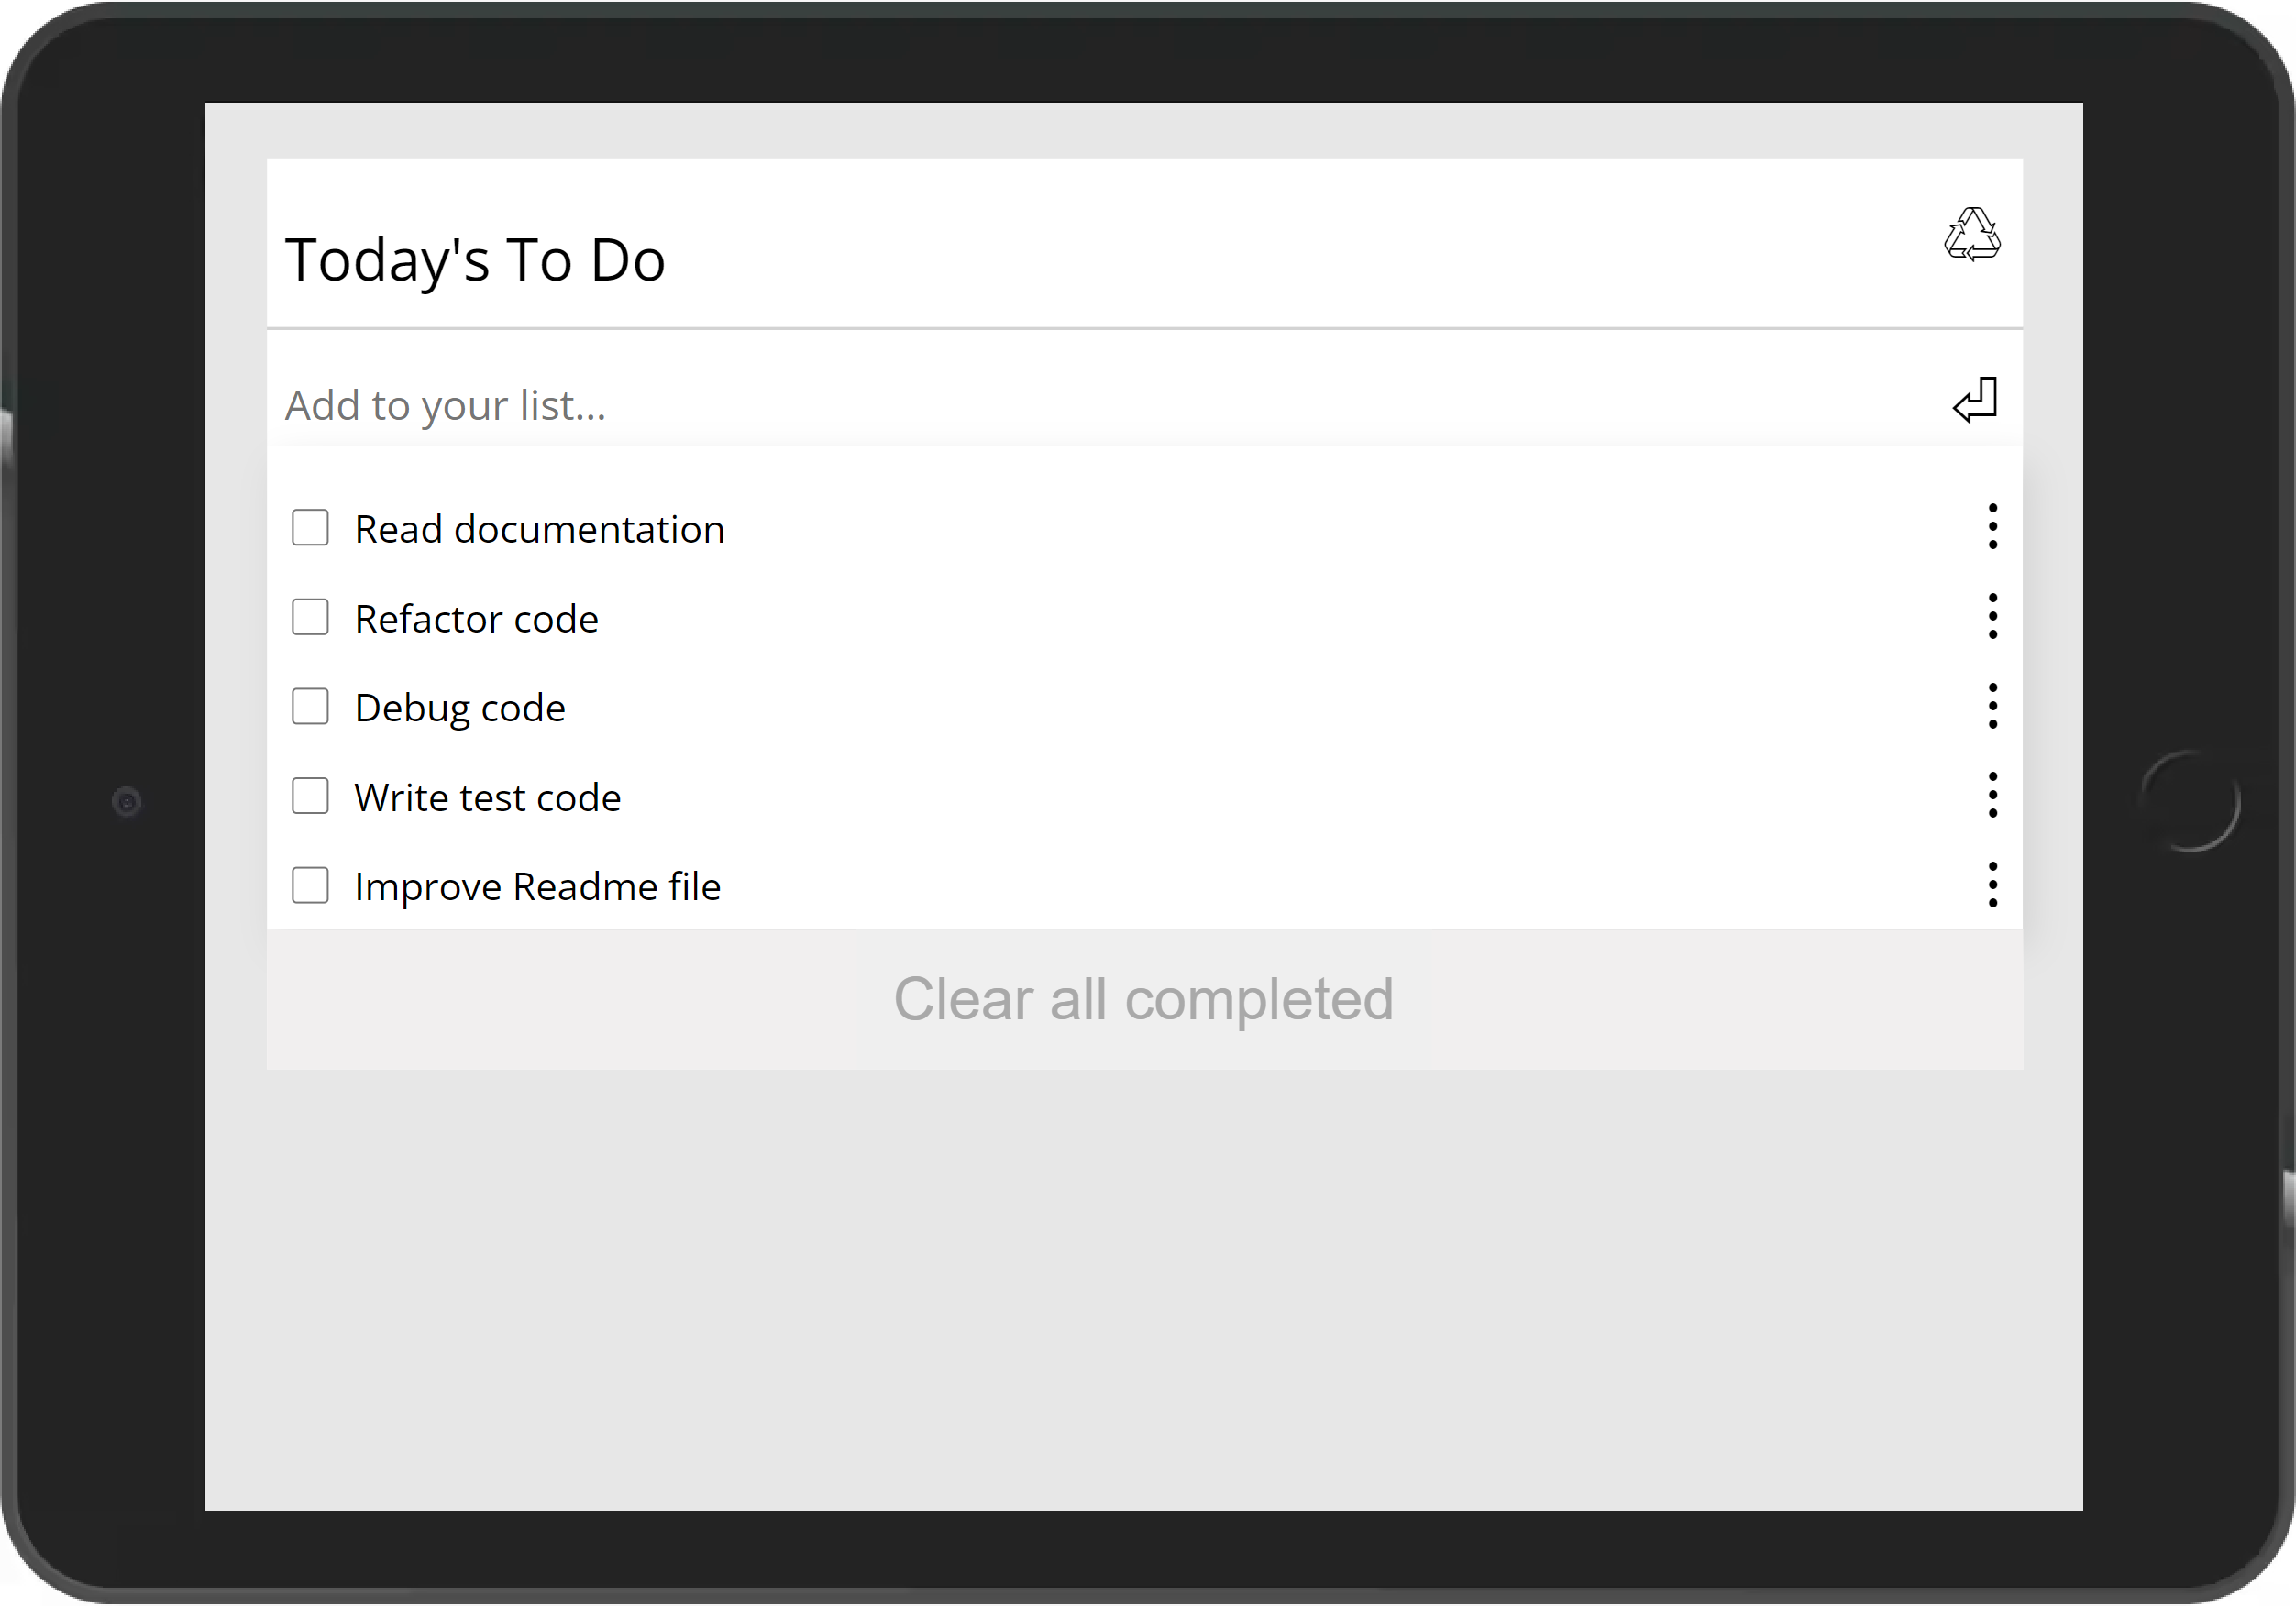 Today's To Do
Add to your list...
Read documentation
Refactor code
Debug code
Write test code
Improve Readme file
Clear all completed